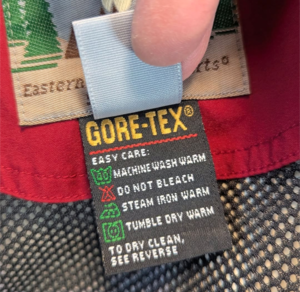 Eastern
rts®
GORE-TEX®
EASY CARE:
MACHINE WASH WARM
DO NOT BLEACH
STEAM IRON WARM
TUMBLE DRY WARM
TO DRY CLEAN,
SEE REVERSE